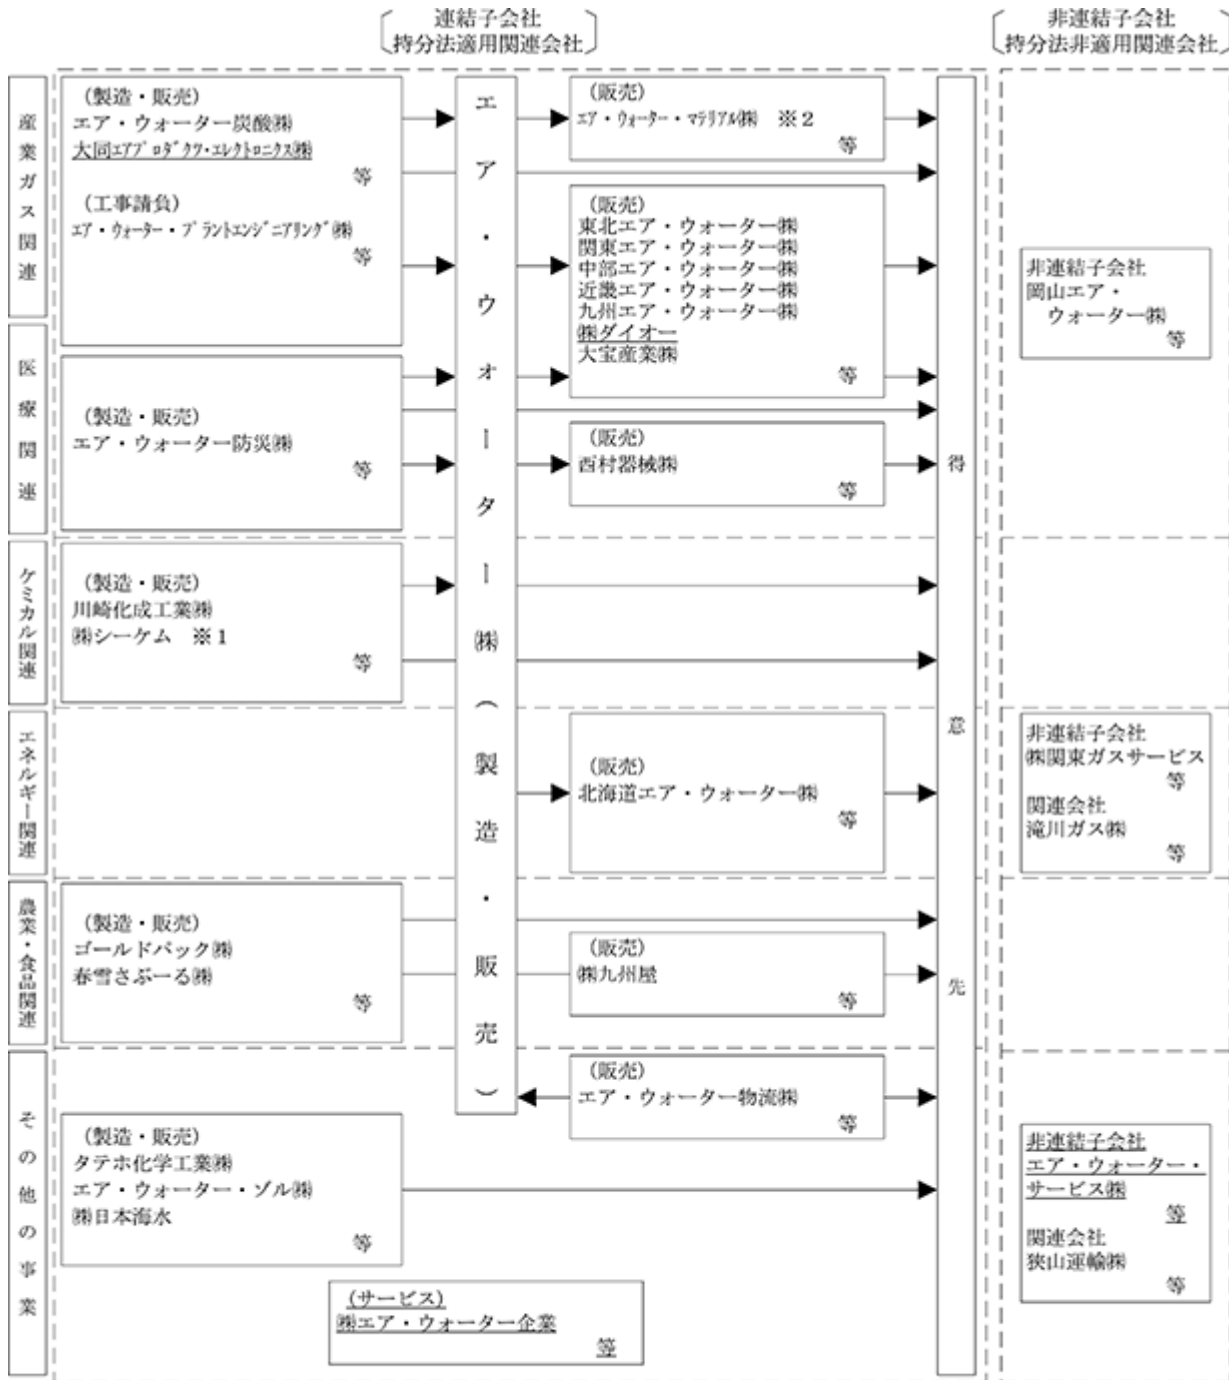 連結子会社
持分法適用関連会社
非連結子会社
持分法非適用関連会社
産業ガス関連
(製造・販売)
エア・ウォーター炭酸㈱
大同エアプロダクツ・エレクトロニクス㈱
等
(工事請負)
エア・ウォーター・プラントエンジニアリング㈱
等
エア・ウォーター㈱(製造・販売)
(販売)
エア・ウォーター・マテリアル㈱ ※2
等
(販売)
東北エア・ウォーター㈱
関東エア・ウォーター㈱
中部エア・ウォーター㈱
近畿エア・ウォーター㈱
九州エア・ウォーター㈱
㈱ダイオー
大宝産業㈱
等
得意先
非連結子会社
岡山エア・
ウォーター㈱
等
医療関連
(製造・販売)
エア・ウォーター防災㈱
等
(販売)
西村器械㈱
等
ケミカル関連
(製造・販売)
川崎化成工業㈱
㈱シーケム ※1
等
エネルギー関連
(販売)
北海道エア・ウォーター㈱
等
非連結子会社
㈱関東ガスサービス
等
関連会社
滝川ガス㈱
等
農業・食品関連
(製造・販売)
ゴールドパック㈱
春雪さぶーる㈱
等
(販売)
㈱九州屋
等
その他の事業
(販売)
エア・ウォーター物流㈱
等
(製造・販売)
タテホ化学工業㈱
エア・ウォーター・ゾル㈱
㈱日本海水
等
(サービス)
㈱エア・ウォーター企業
等
非連結子会社
エア・ウォーター・
サービス㈱
等
関連会社
狭山運輸㈱
等